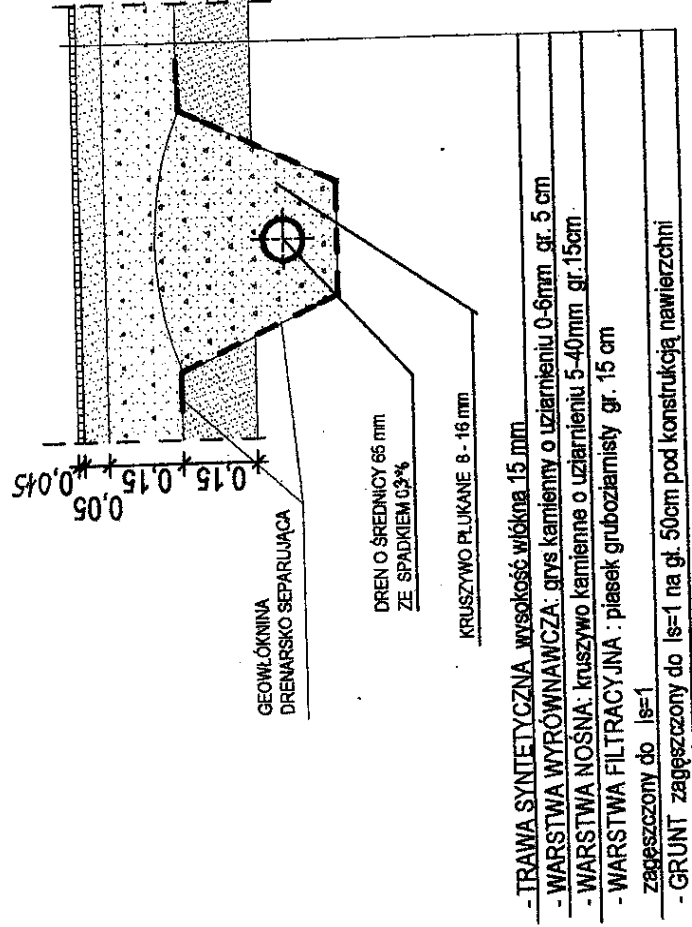 0,015
0,05
0,15
0,15
GEOWŁÓKNINA
DRENARSKO SEPARUJĄCA
DREN O ŚREDNICY 65 mm
ZE SPADKIEM 0,3%
KRUSZYWO PŁUKANE 8 - 16 mm
- TRAWA SYNTETYCZNA wysokość włókna 15 mm
- WARSTWA WYRÓWNAWCZA: grys kamienny o uziarnieniu 0-6mm gr. 5 cm
- WARSTWA NOŚNA: kruszywo kamienne o uziarnieniu 5-40mm gr.15cm
- WARSTWA FILTRACYJNA : piasek gruboziarnisty gr. 15 cm
zagęszczony do Is=1
- GRUNT zagęszczony do Is=1 na gł. 50cm pod konstrukcją nawierzchni